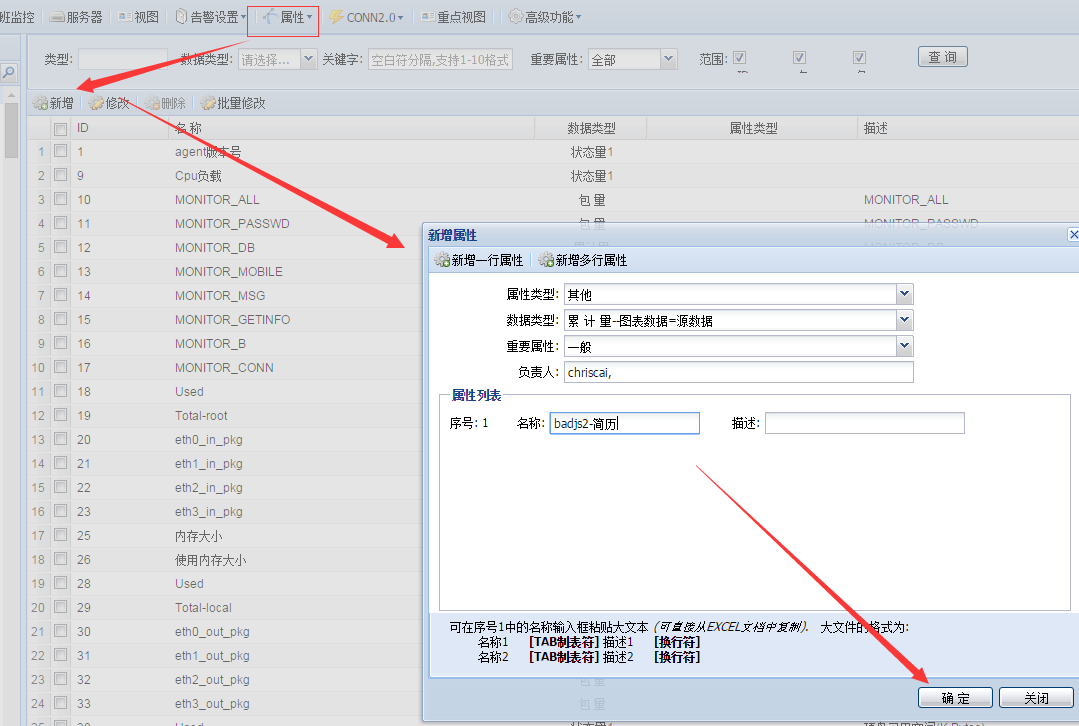 班监控 服务器 视图 告警设置 属性 CONN2.0 重点视图 高级功能
类型: 数据类型: 请选择... 关键字: 空白符分隔,支持1-10格式 重要属性: 全部 范围: 查 询
新增 修改 删除 批量修改
ID 名 称 数据类型 属性类型 描述
1 1 agent版本号 状态量1
2 9 Cpu负载 状态量1
3 10 MONITOR_ALL 包 量 MONITOR_ALL
4 11 MONITOR_PASSWD 包 量 MONITOR_PASSWD
5 12 MONITOR_DB
6 13 MONITOR_MOBILE
7 14 MONITOR_MSG
8 15 MONITOR_GETINFO
9 16 MONITOR_B
10 17 MONITOR_CONN
11 18 Used
12 19 Total-root
13 20 eth0_in_pkg
14 21 eth1_in_pkg
15 22 eth2_in_pkg
16 23 eth3_in_pkg
17 25 内存大小
18 26 使用内存大小
19 28 Used
20 29 Total-local
21 30 eth0_out_pkg
22 31 eth1_out_pkg
23 32 eth2_out_pkg
24 33 eth3_out_pkg
新增属性
新增一行属性 新增多行属性
属性类型: 其他
数据类型: 累 计 量--图表数据=源数据
重要属性: 一般
负责人: chriscai,
属性列表
序号: 1 名称: badjs2-简历 描述:
可在序号1中的名称输入框粘贴大文本 (可直接从EXCEL文档中复制). 大文件的格式为:
名称1 [TAB制表符] 描述1 [换行符]
名称2 [TAB制表符] 描述2 [换行符]
确 定 关闭